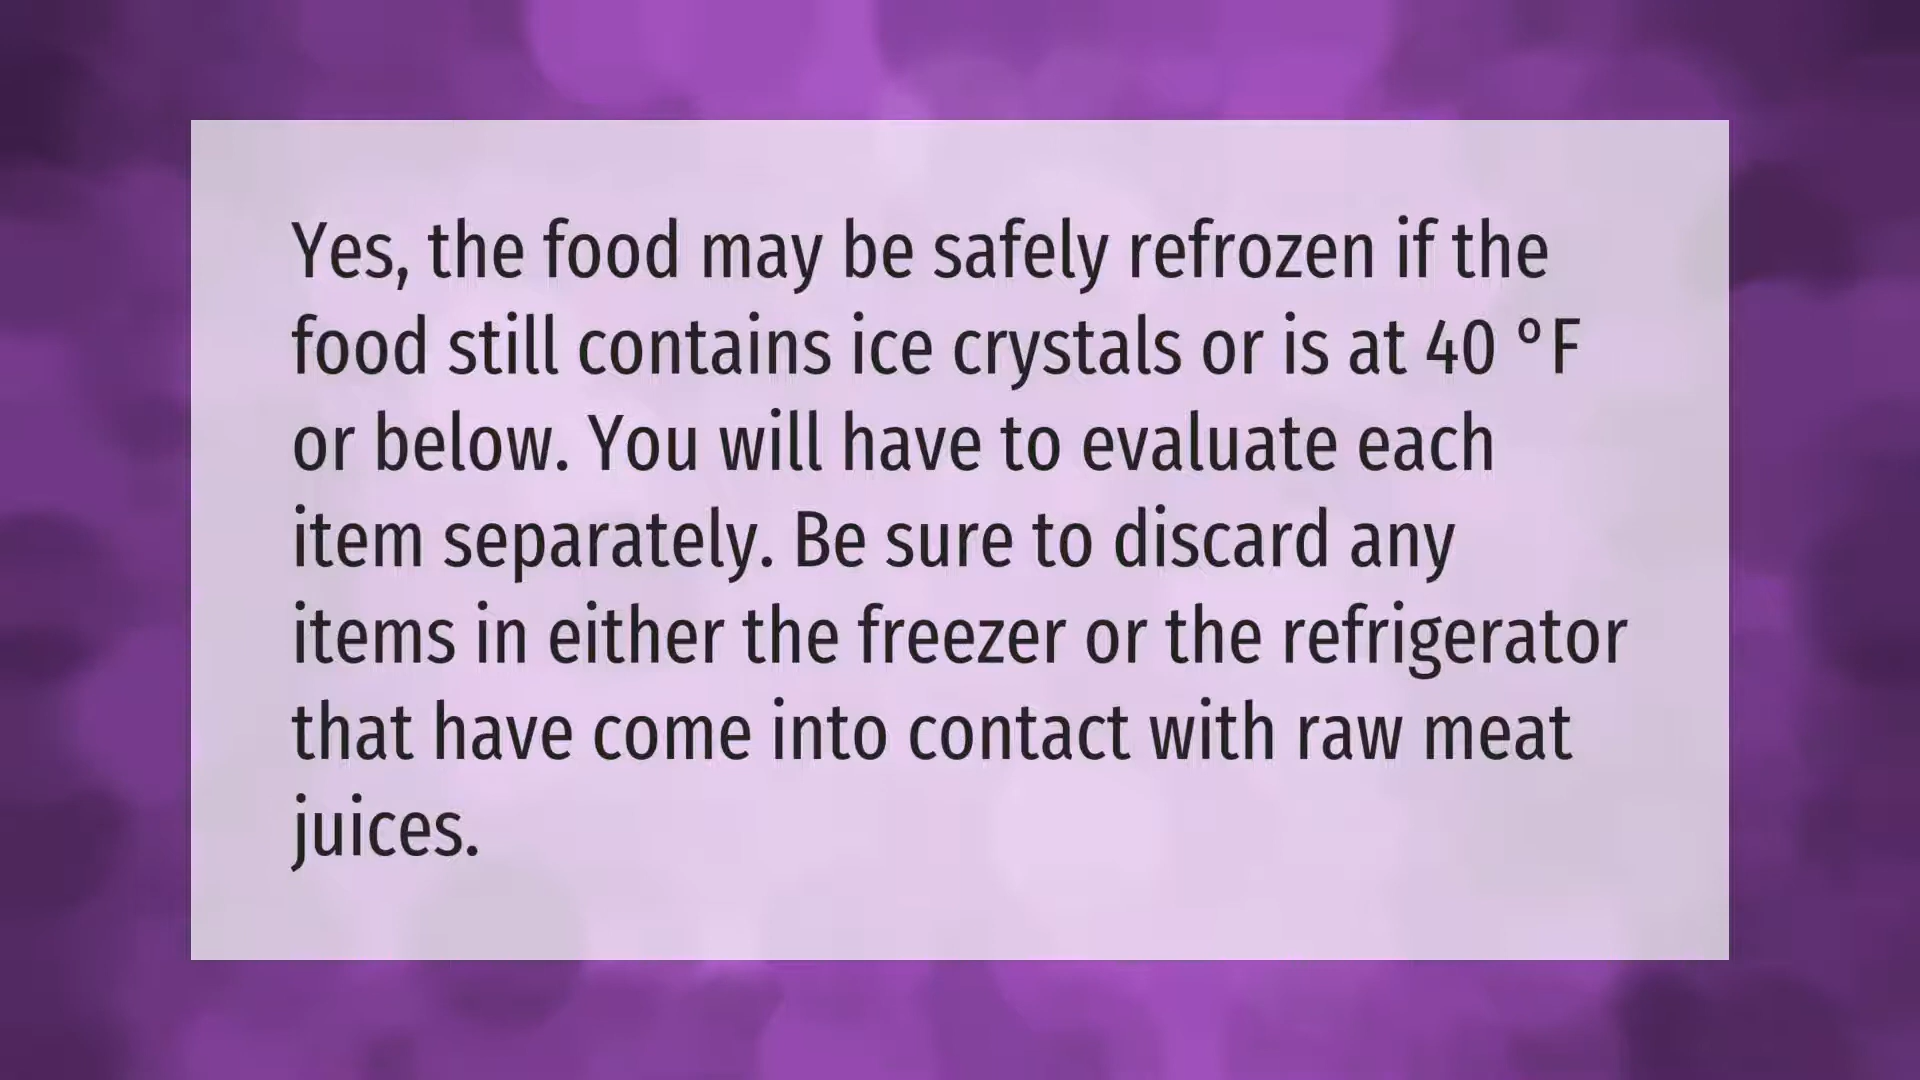 Yes, the food may be safely refrozen if the
food still contains ice crystals or is at 40 °F
or below. You will have to evaluate each
item separately. Be sure to discard any
items in either the freezer or the refrigerator
that have come into contact with raw meat
juices.